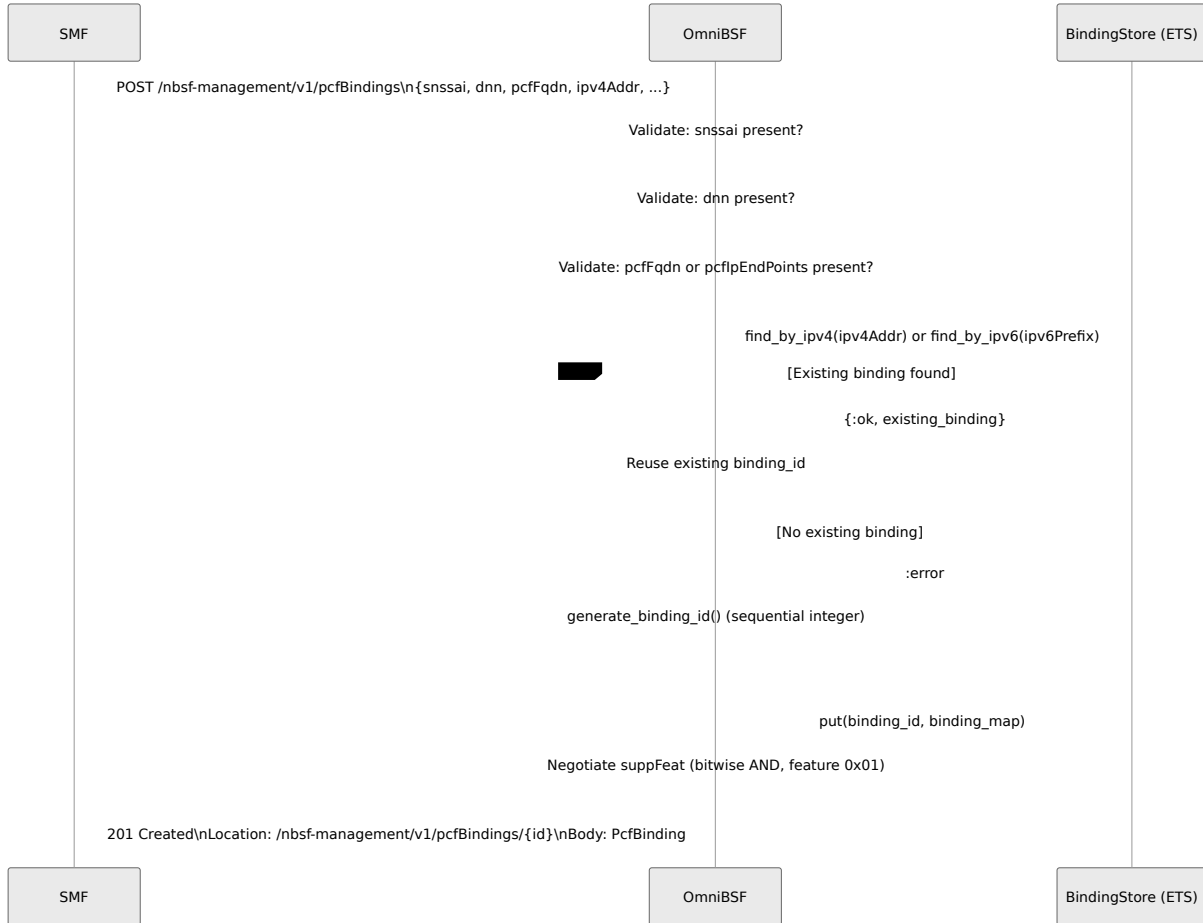 SMF
OmniBSF
BindingStore (ETS)
POST /nbsf-management/v1/pcfBindings\n{snssai, dnn, pcfFqdn, ipv4Addr, ...}
Validate: snssai present?
Validate: dnn present?
Validate: pcfFqdn or pcfIpEndPoints present?
find_by_ipv4(ipv4Addr) or find_by_ipv6(ipv6Prefix)
[Existing binding found]
{:ok, existing_binding}
Reuse existing binding_id
[No existing binding]
:error
generate_binding_id() (sequential integer)
put(binding_id, binding_map)
Negotiate suppFeat (bitwise AND, feature 0x01)
201 Created\nLocation: /nbsf-management/v1/pcfBindings/{id}\nBody: PcfBinding
SMF
OmniBSF
BindingStore (ETS)